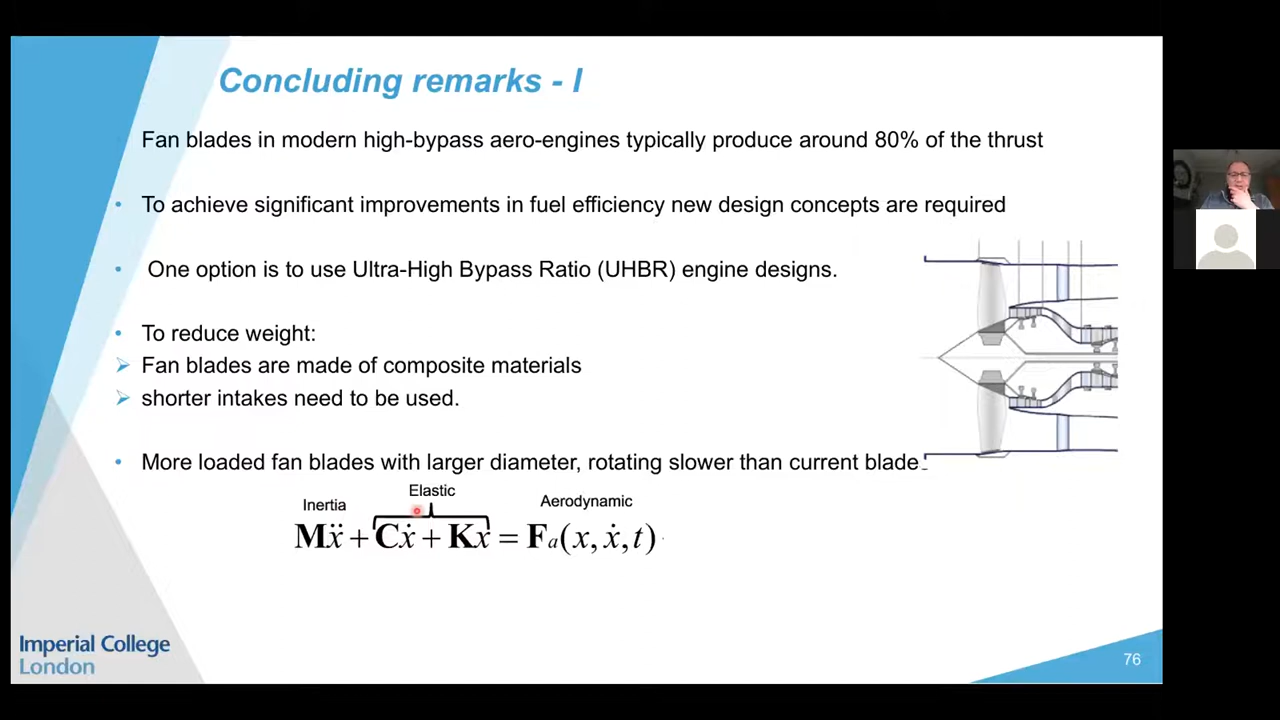 Concluding remarks - I
Fan blades in modern high-bypass aero-engines typically produce around 80% of the thrust
• To achieve significant improvements in fuel efficiency new design concepts are required
• One option is to use Ultra-High Bypass Ratio (UHBR) engine designs.
• To reduce weight:
➢ Fan blades are made of composite materials
➢ shorter intakes need to be used.
• More loaded fan blades with larger diameter, rotating slower than current blade
Elastic
Inertia
Aerodynamic
Mẍ + Cẋ + Kx = Fa(x, ẋ, t)
Imperial College
London
76